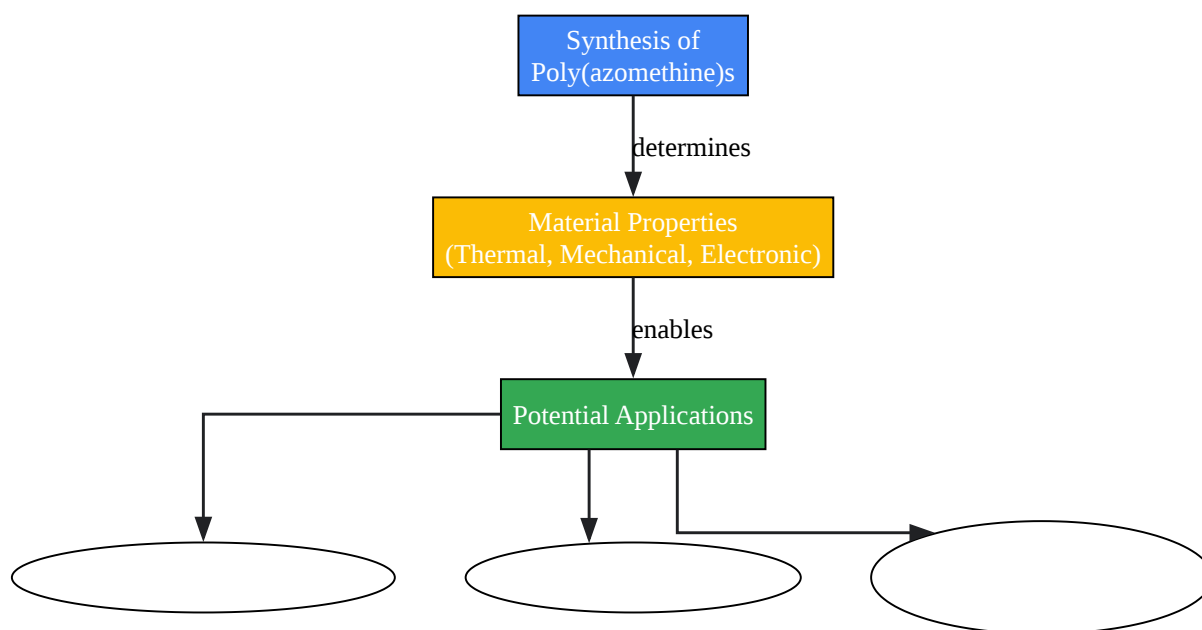 Synthesis of
Poly(azomethine)s
determines
Material Properties
(Thermal, Mechanical, Electronic)
enables
Potential Applications